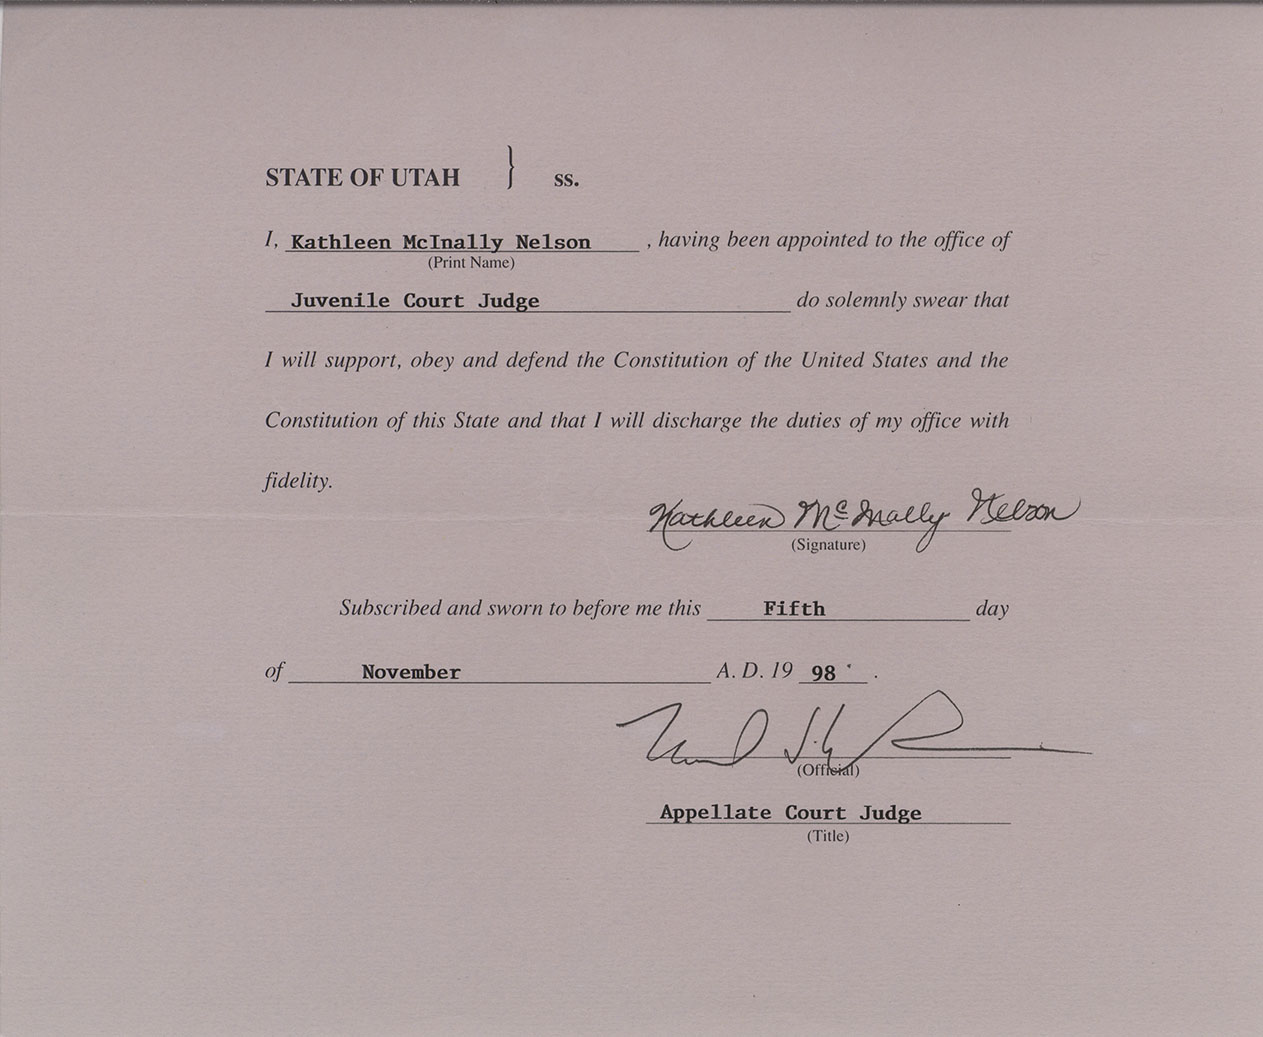 STATE OF UTAH } ss.
I, Kathleen McInally Nelson , having been appointed to the office of
(Print Name)
Juvenile Court Judge do solemnly swear that
I will support, obey and defend the Constitution of the United States and the
Constitution of this State and that I will discharge the duties of my office with
fidelity.
Kathleen McInally Nelson
(Signature)
Subscribed and sworn to before me this Fifth day
of November A. D. 19 98 .
(Official)
Appellate Court Judge
(Title)